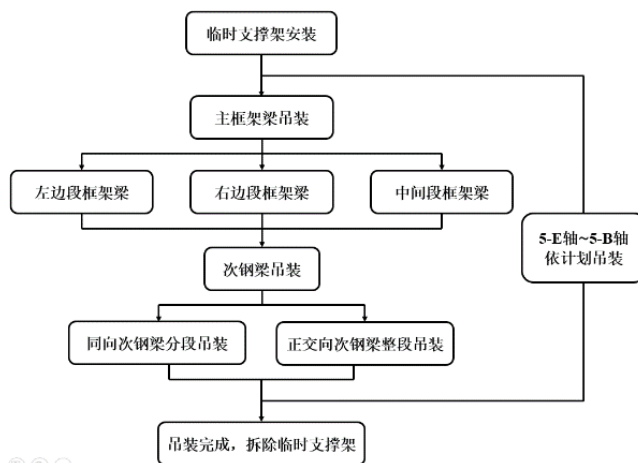 临时支撑架安装
主框架梁吊装
左边段框架梁
右边段框架梁
中间段框架梁
5-E轴~5-B轴
依计划吊装
次钢梁吊装
同向次钢梁分段吊装
正交向次钢梁整段吊装
吊装完成，拆除临时支撑架